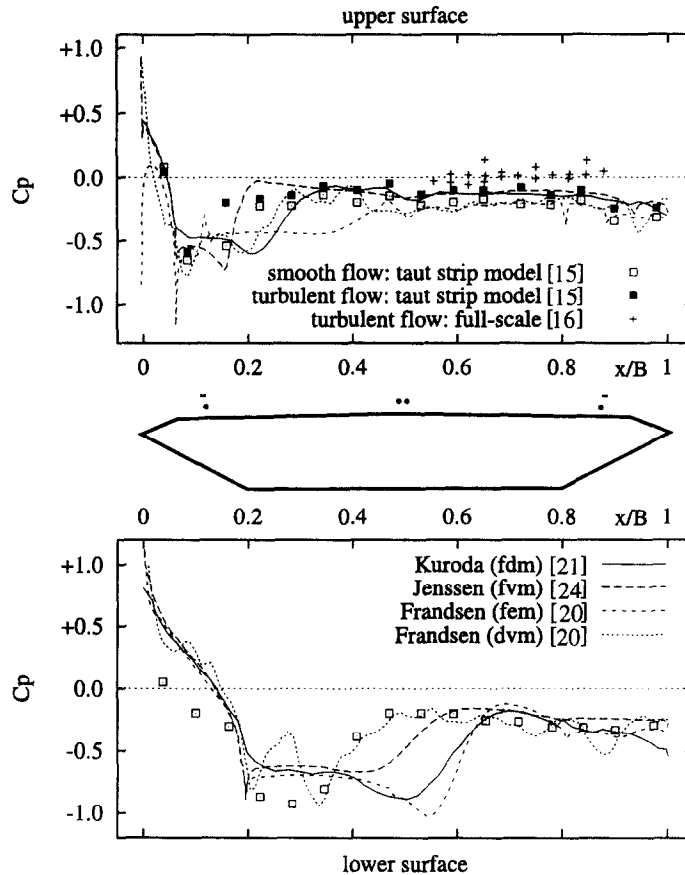 upper surface
+1.0
+0.5
0.0
-0.5
-1.0
Cp
smooth flow: taut strip model [15]
turbulent flow: taut strip model [15]
turbulent flow: full-scale [16]
0 0.2 0.4 0.6 0.8 x/B 1
0 0.2 0.4 0.6 0.8 x/B 1
+1.0
+0.5
0.0
-0.5
-1.0
Cp
Kuroda (fdm) [21]
Jenssen (fvm) [24]
Frandsen (fem) [20]
Frandsen (dvm) [20]
lower surface